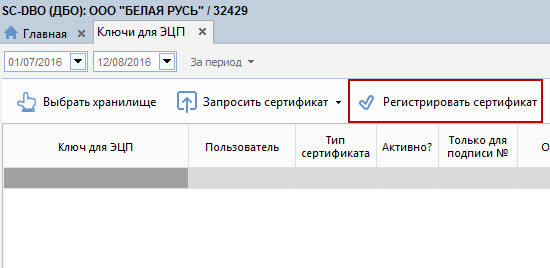 SC-DBO (ДБО): ООО "БЕЛАЯ РУСЬ" / 32429
Главная × Ключи для ЭЦП ×
01/07/2016 12/08/2016 За период
Выбрать хранилище Запросить сертификат Регистрировать сертификат
Ключ для ЭЦП Пользователь Тип сертификата Активно? Только для подписи № О